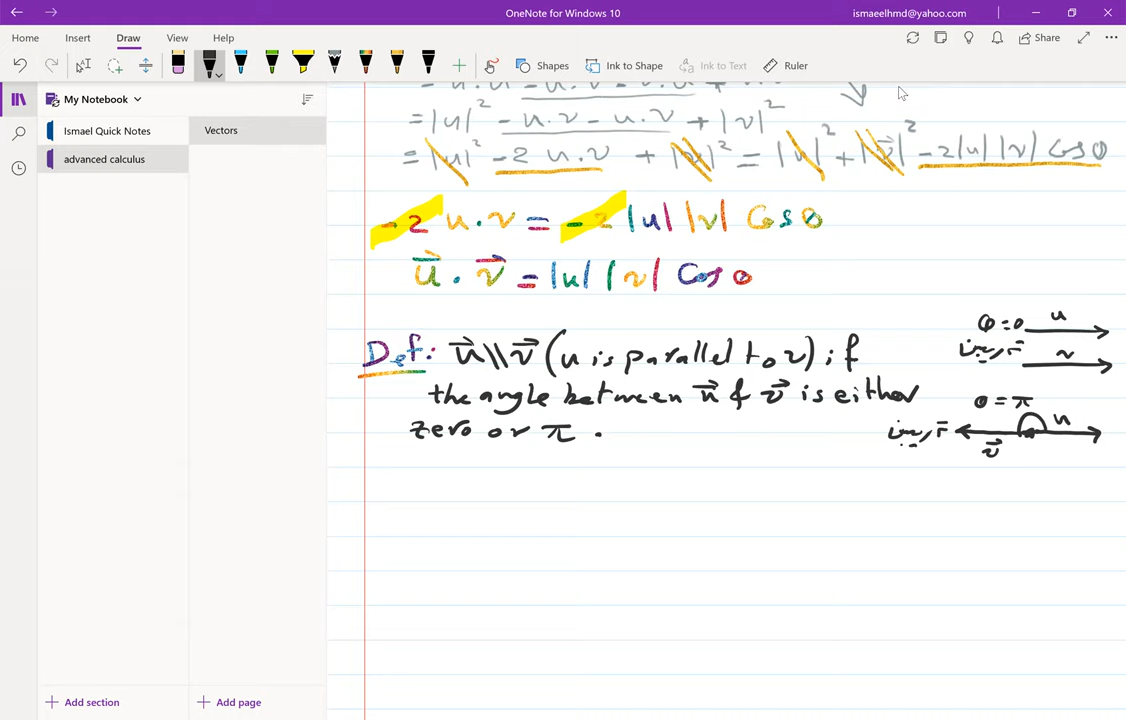 OneNote for Windows 10
ismaeelhmd@yahoo.com
Home Insert Draw View Help
Share
Shapes Ink to Shape Ink to Text Ruler
My Notebook
Ismael Quick Notes
advanced calculus
Vectors
= |u|² - u.v - u.v + |v|²
= |u|² - 2 u.v + |v|² = |u|² + |v⃗|² - 2|u| |v| Cos θ
- 2 u . v = - 2 |u| |v| Cos θ
u⃗ . v⃗ = |u| |v| Cos θ
Def: u⃗ \\ v⃗ (u is parallel to v) ; if
the angle between u⃗ & v⃗ is either
zero or π .
θ = 0 u
v
θ = π
u
v⃗
Add section
Add page